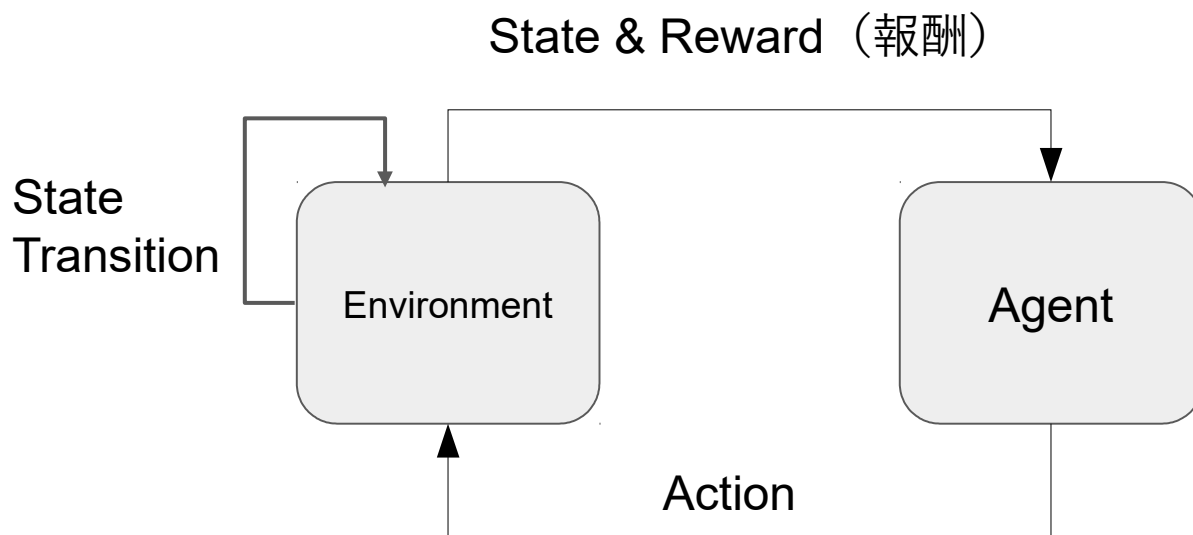 State & Reward（報酬）
State
Transition
Environment
Agent
Action